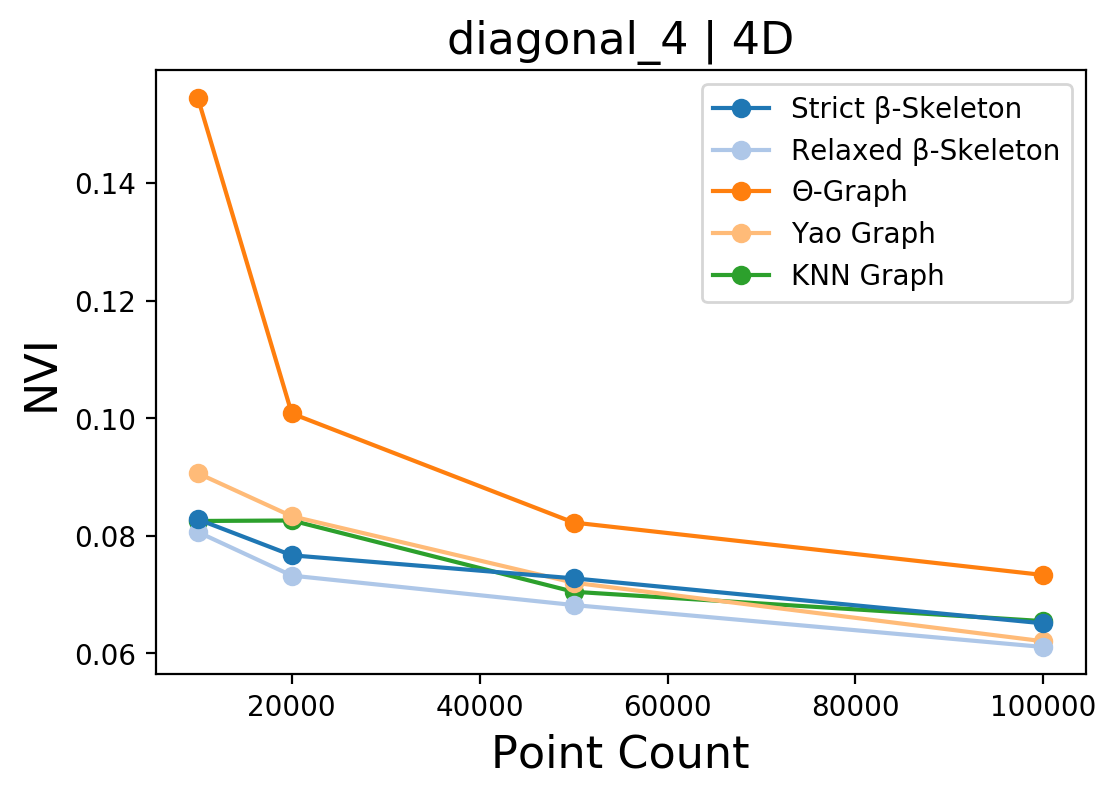 diagonal_4 | 4D
Strict β-Skeleton
Relaxed β-Skeleton
Θ-Graph
Yao Graph
KNN Graph
NVI
0.14
0.12
0.10
0.08
0.06
20000 40000 60000 80000 100000
Point Count